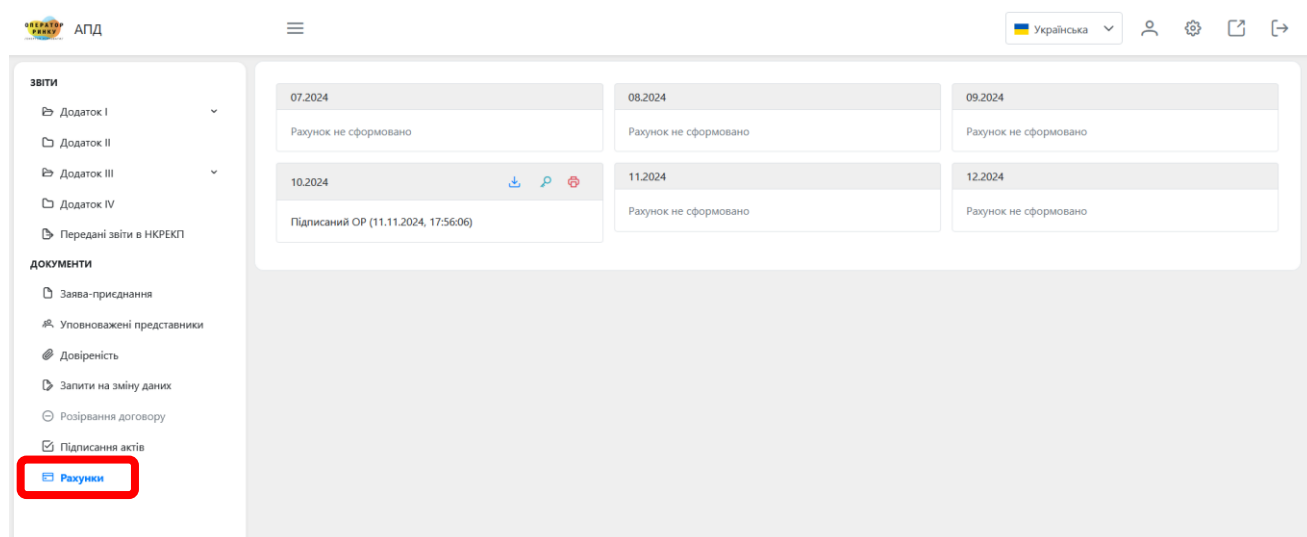 ОПЕРАТОР
РИНКУ
АПД
Українська
ЗВІТИ
Додаток I
Додаток II
Додаток III
Додаток IV
Передані звіти в НКРЕКП
ДОКУМЕНТИ
Заява-приєднання
Уповноважені представники
Довіреність
Запити на зміну даних
Розірвання договору
Підписання актів
Рахунки
07.2024
Рахунок не сформовано
08.2024
Рахунок не сформовано
09.2024
Рахунок не сформовано
10.2024
Підписаний ОР (11.11.2024, 17:56:06)
11.2024
Рахунок не сформовано
12.2024
Рахунок не сформовано